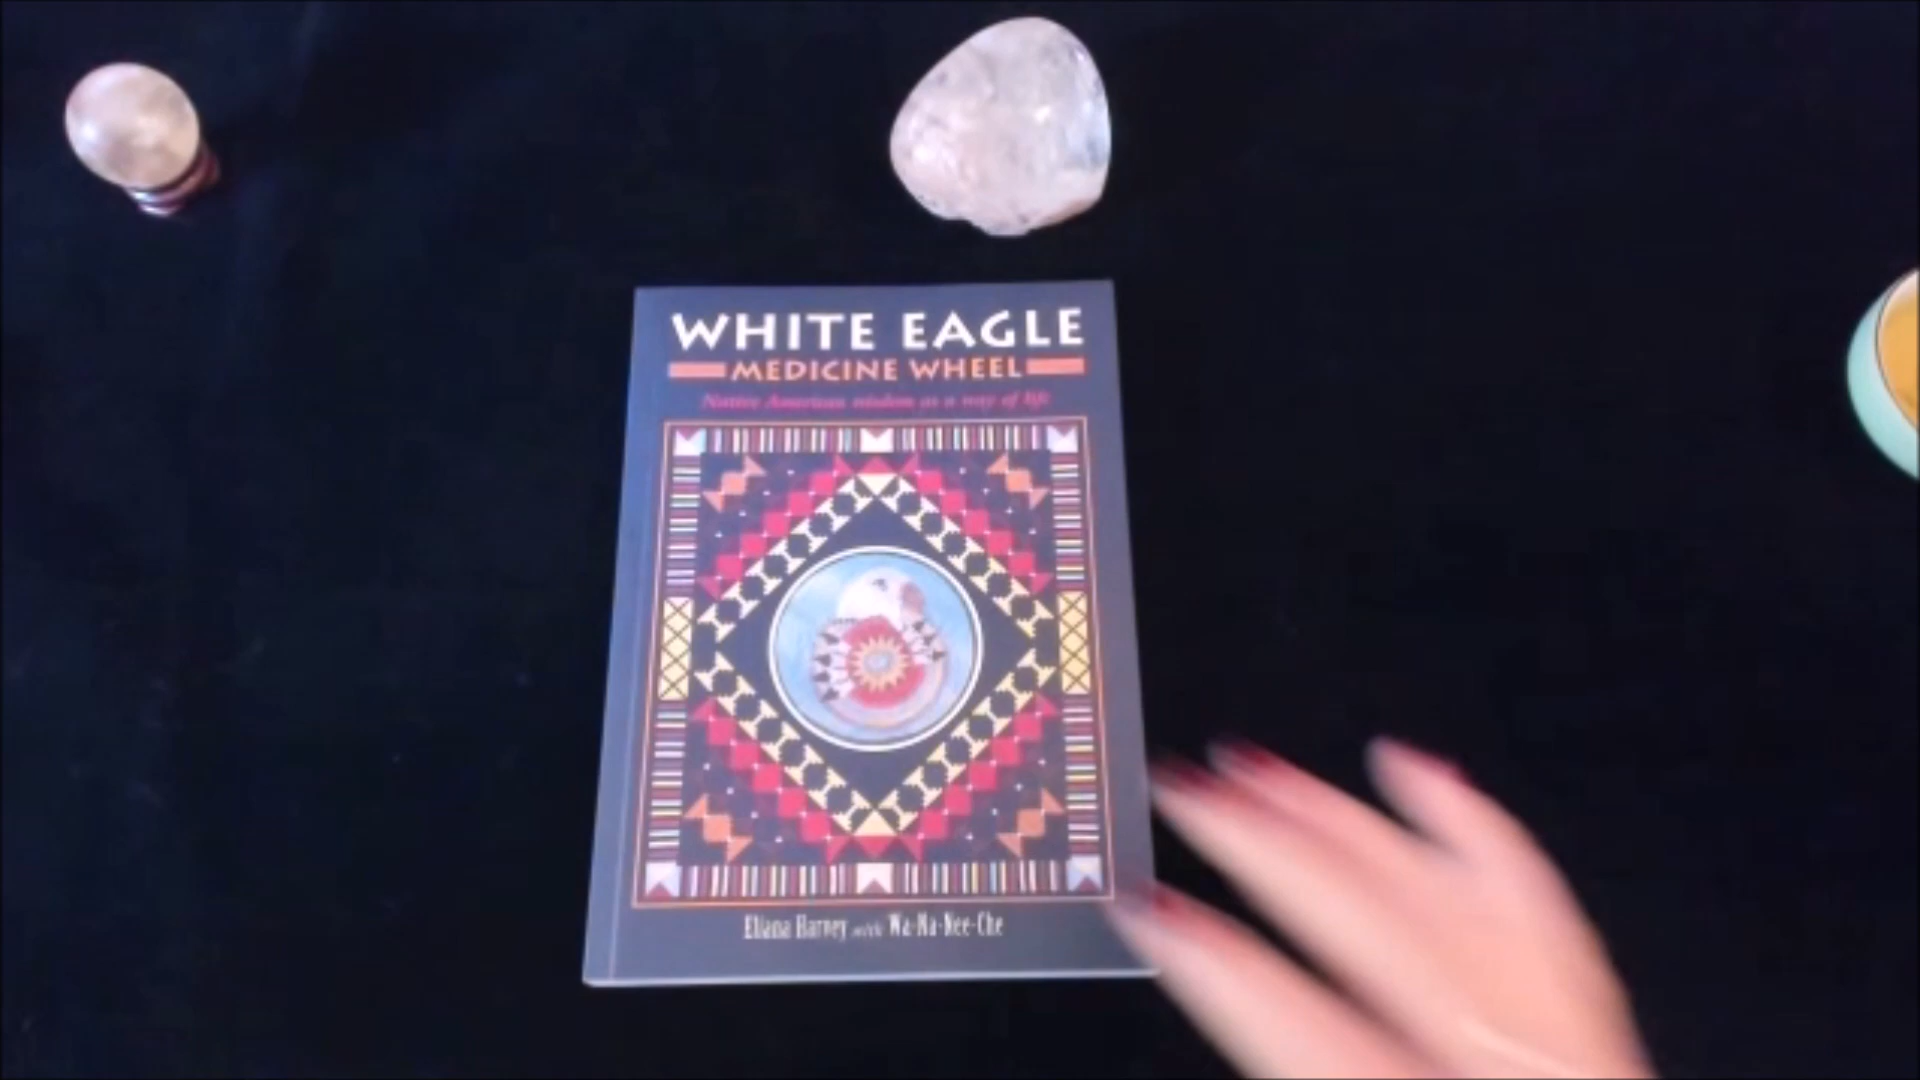 WHITE EAGLE
MEDICINE WHEEL
Native American wisdom as a way of life
Eliana Harvey with Wa-Na-Nee-Che